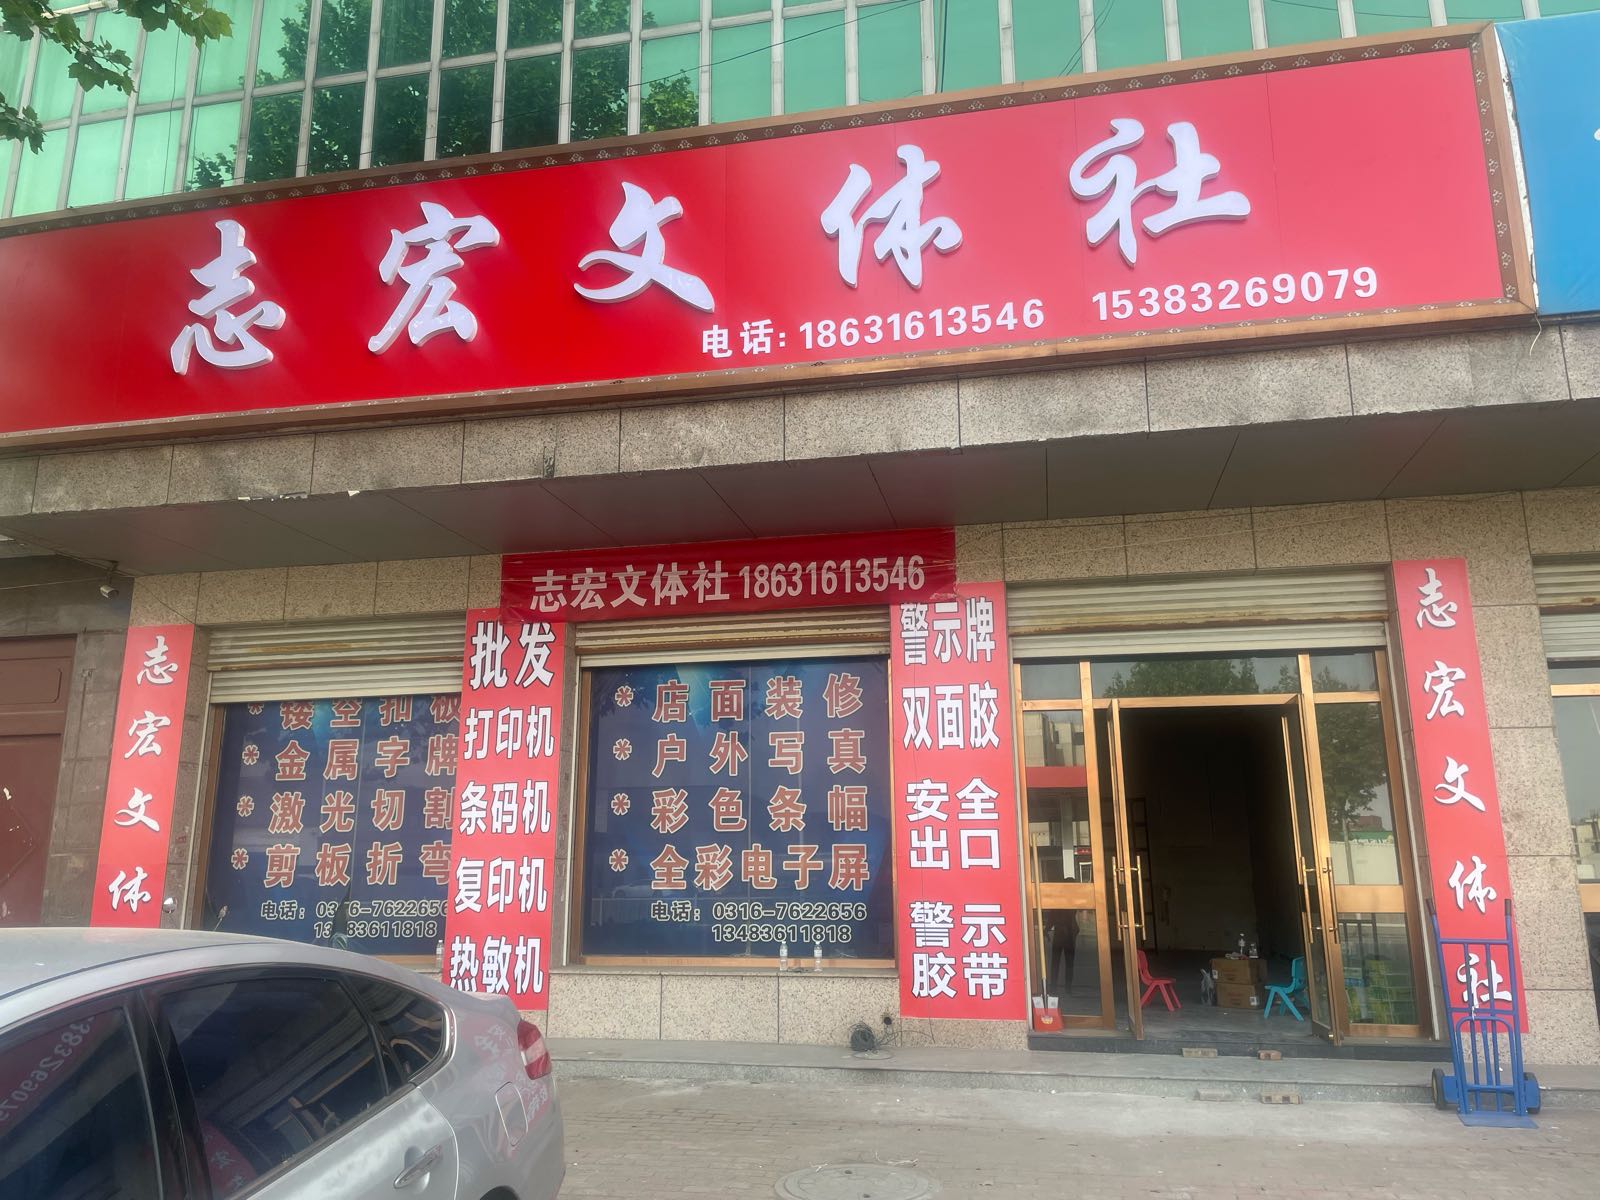 志宏文体社
电话:18631613546 15383269079
志宏文体社 18631613546
志宏文体
镂空扣板
金属字牌
激光切割
剪板折弯
电话：0316-7622656
13483611818
批发
打印机
条码机
复印机
热敏机
店面装修
户外写真
彩色条幅
全彩电子屏
电话：0316-7622656
13483611818
警示牌
双面胶
安全
出口
警示
胶带
志宏文体社